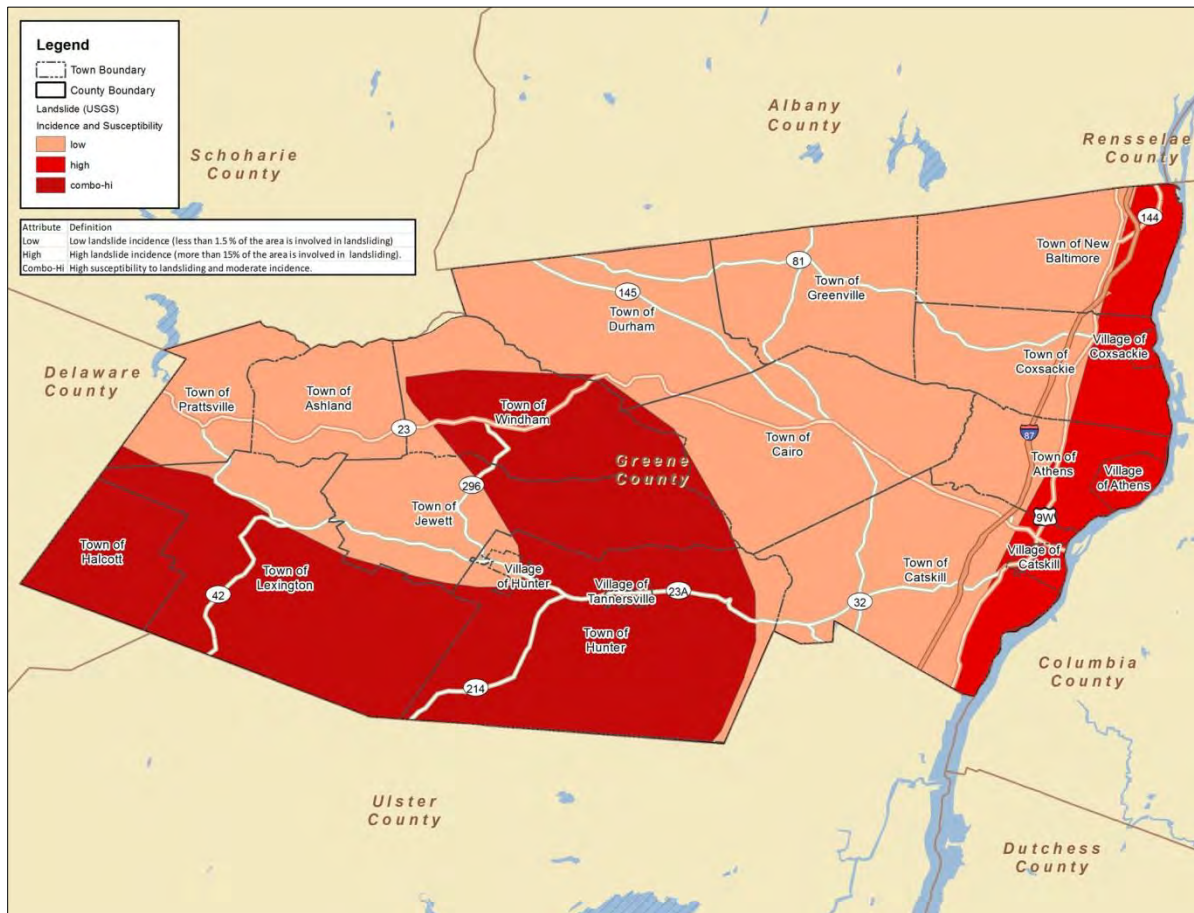 Legend
Town Boundary
County Boundary
Landslide (USGS)
Incidence and Susceptibility
low
high
combo-hi
Attribute Definition
Low Low landslide incidence (less than 1.5 % of the area is involved in landsliding)
High High landslide incidence (more than 15% of the area is involved in landsliding).
Combo-Hi High susceptibility to landsliding and moderate incidence.
Albany
County
Rensselae
County
Schoharie
County
144
Town of New
Baltimore
81
Town of
Greenville
145
Town of
Durham
Village of
Coxsackie
Town of
Coxsackie
Delaware
County
Town of
Prattsville
Town of
Ashland
Town of
Windham
23
87
Town of
Cairo
Greene
County
Town of
Athens
Village
of Athens
296
Town of
Jewett
9W
Town of
Halcott
Town of
Lexington
Village
of Hunter
Village of
Tannersville
23A
Town of
Catskill
Village of
Catskill
42
32
Town of
Hunter
214
Columbia
County
Ulster
County
Dutchess
County